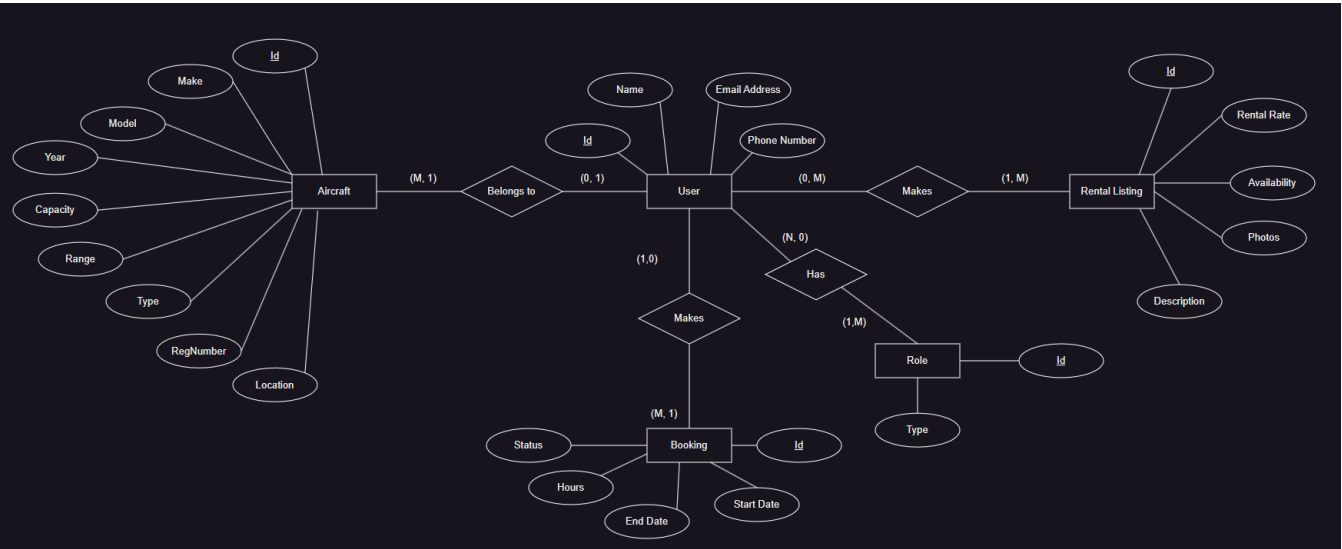 Id
Make
Model
Year
Capacity
Range
Type
RegNumber
Location
Aircraft
(M, 1)
Belongs to
(0, 1)
Name
Email Address
Id
Phone Number
User
(0, M)
Makes
(1, M)
Rental Listing
Id
Rental Rate
Availability
Photos
Description
(N, 0)
Has
(1,M)
Role
Id
Type
(1,0)
Makes
(M, 1)
Booking
Status
Hours
End Date
Start Date
Id